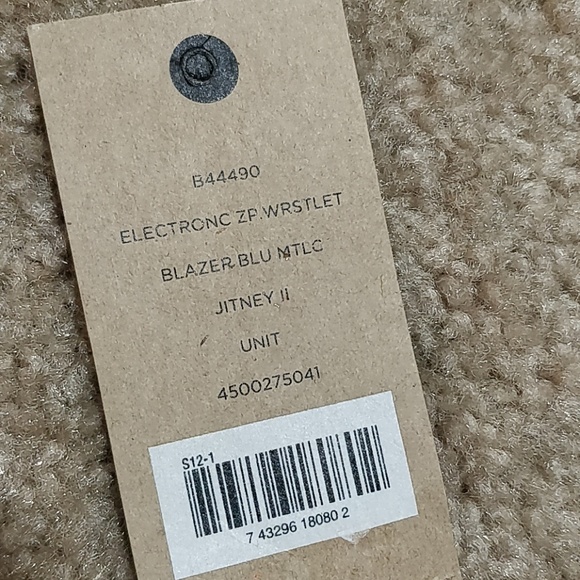 B44490
ELECTRONC ZP WRSTLET
BLAZER BLU MTLC
JITNEY II
UNIT
4500275041
S12-1
7 43296 18080 2